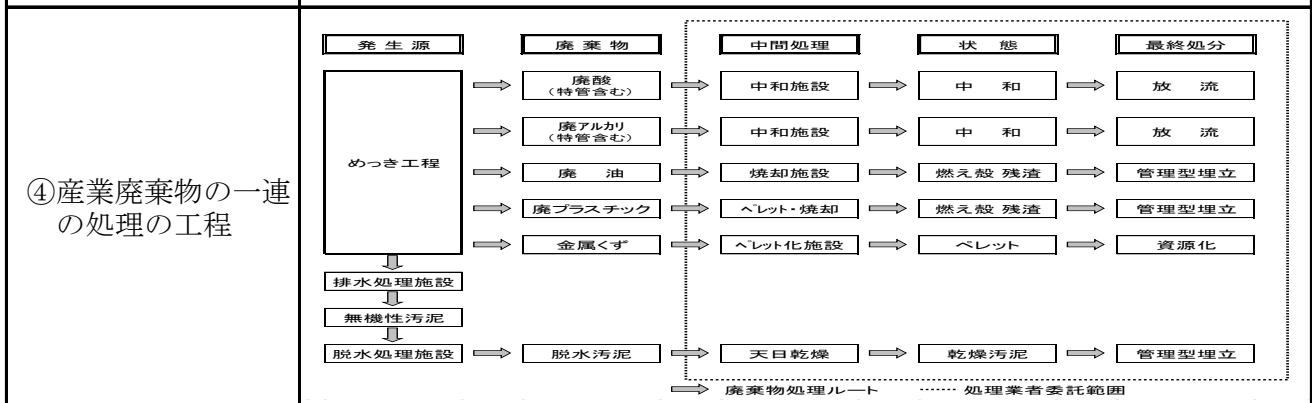 ④産業廃棄物の一連
の処理の工程
発生源 廃棄物 中間処理 状態 最終処分
めっき工程
廃酸
(特管含む)
中和施設 中和 放流
廃アルカリ
(特管含む)
中和施設 中和 放流
廃油 焼却施設 燃え殻 残渣 管理型埋立
廃プラスチック ペレット・焼却 燃え殻 残渣 管理型埋立
金属くず ペレット化施設 ペレット 資源化
排水処理施設
無機性汚泥
脱水処理施設 脱水汚泥 天日乾燥 乾燥汚泥 管理型埋立
廃棄物処理ルート 処理業者委託範囲